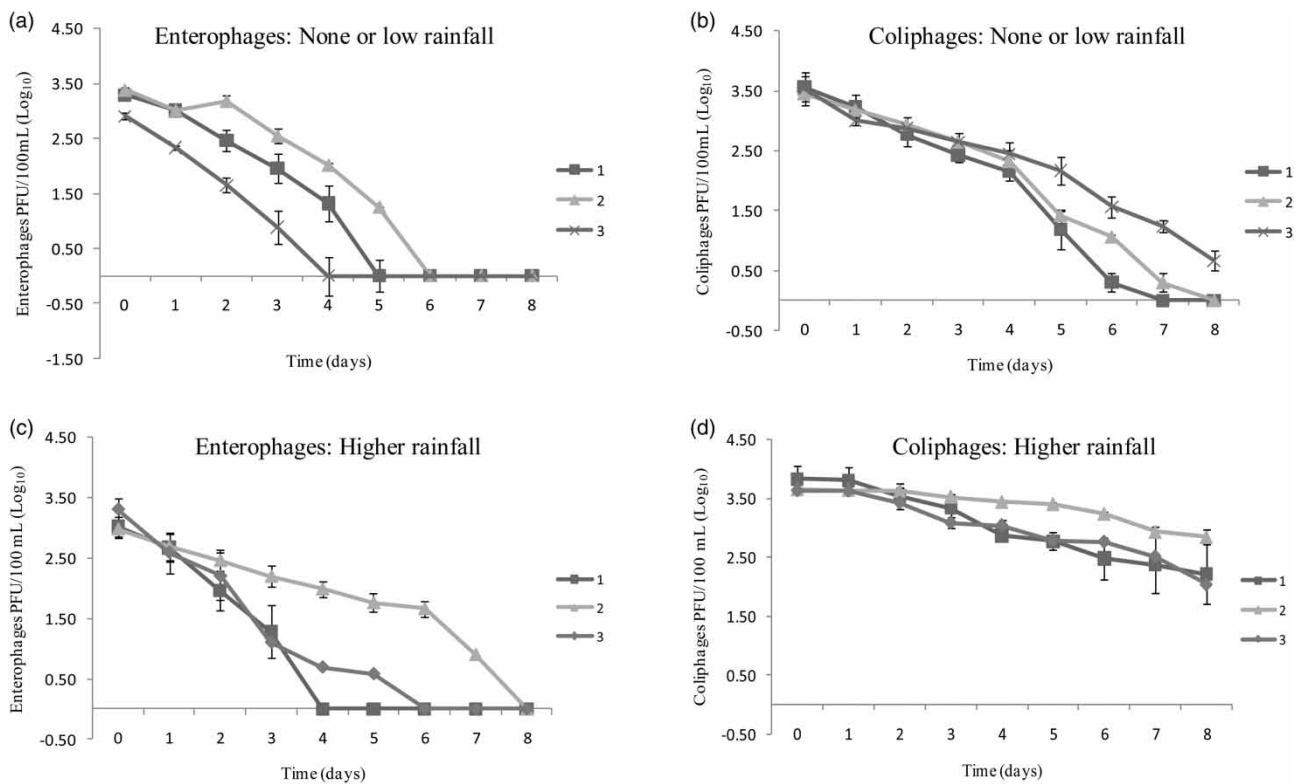 (a)
Enterophages: None or low rainfall
Enterophages PFU/100mL (Log10)
4.50
3.50
2.50
1.50
0.50
-0.50
-1.50
0 1 2 3 4 5 6 7 8
Time (days)
1
2
3
(b)
Coliphages: None or low rainfall
Coliphages PFU/100mL (Log10)
4.50
3.50
2.50
1.50
0.50
-0.50
0 1 2 3 4 5 6 7 8
Time (days)
1
2
3
(c)
Enterophages: Higher rainfall
Enterophages PFU/100 mL (Log10)
4.50
3.50
2.50
1.50
0.50
-0.50
0 1 2 3 4 5 6 7 8
Time (days)
1
2
3
(d)
Coliphages: Higher rainfall
Coliphages PFU/100 mL (Log10)
4.50
3.50
2.50
1.50
0.50
-0.50
0 1 2 3 4 5 6 7 8
Time (days)
1
2
3